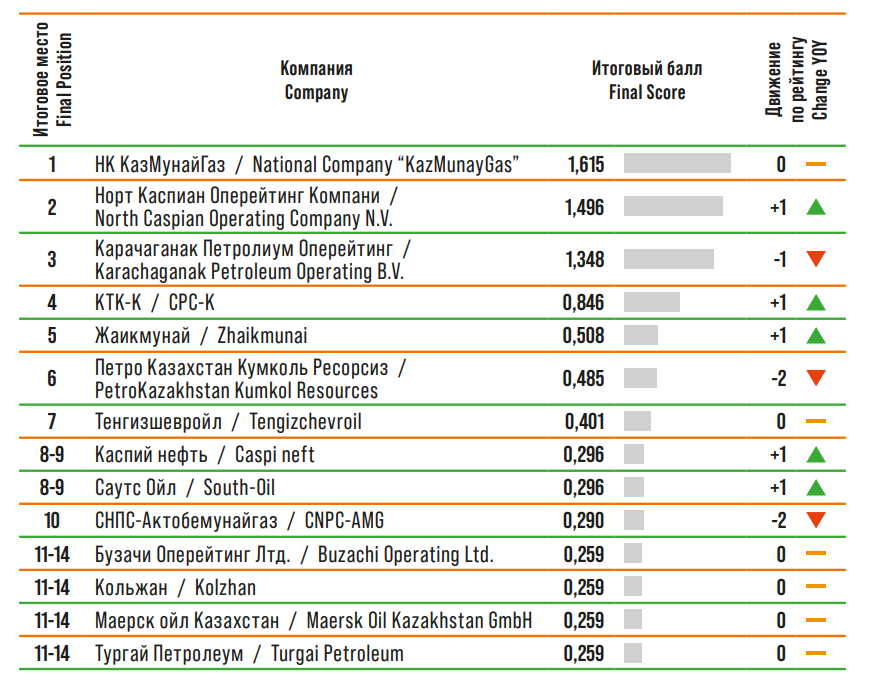 Итоговое место
Final Position
Компания
Company
Итоговый балл
Final Score
Движение
по рейтингу
Change YOY
1 НК КазМунайГаз / National Company “KazMunayGas” 1,615 0
2 Норт Каспиан Оперейтинг Компани /
North Caspian Operating Company N.V. 1,496 +1
3 Карачаганак Петролиум Оперейтинг /
Karachaganak Petroleum Operating B.V. 1,348 -1
4 КТК-К / CPC-K 0,846 +1
5 Жаикмунай / Zhaikmunai 0,508 +1
6 Петро Казахстан Кумколь Ресорсиз /
PetroKazakhstan Kumkol Resources 0,485 -2
7 Тенгизшевройл / Tengizchevroil 0,401 0
8-9 Каспий нефть / Caspi neft 0,296 +1
8-9 Саутс Ойл / South-Oil 0,296 +1
10 СНПС-Актобемунайгаз / CNPC-AMG 0,290 -2
11-14 Бузачи Оперейтинг Лтд. / Buzachi Operating Ltd. 0,259 0
11-14 Кольжан / Kolzhan 0,259 0
11-14 Маерск ойл Казахстан / Maersk Oil Kazakhstan GmbH 0,259 0
11-14 Тургай Петролеум / Turgai Petroleum 0,259 0